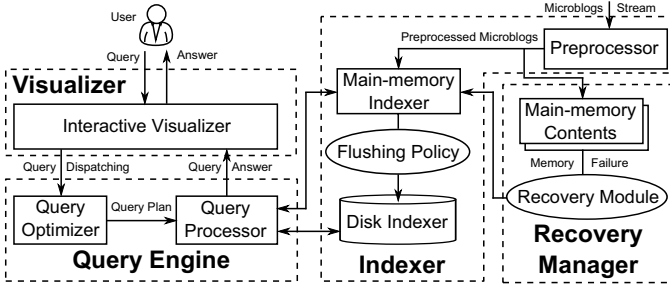 User
Microblogs Stream
Query Answer
Preprocessed Microblogs
Preprocessor
Visualizer
Main-memory
Indexer
Interactive Visualizer
Main-memory
Contents
Flushing Policy
Memory Failure
Query Dispatching
Query Answer
Query
Optimizer
Query Plan
Query
Processor
Disk Indexer
Recovery Module
Query Engine
Indexer
Recovery
Manager